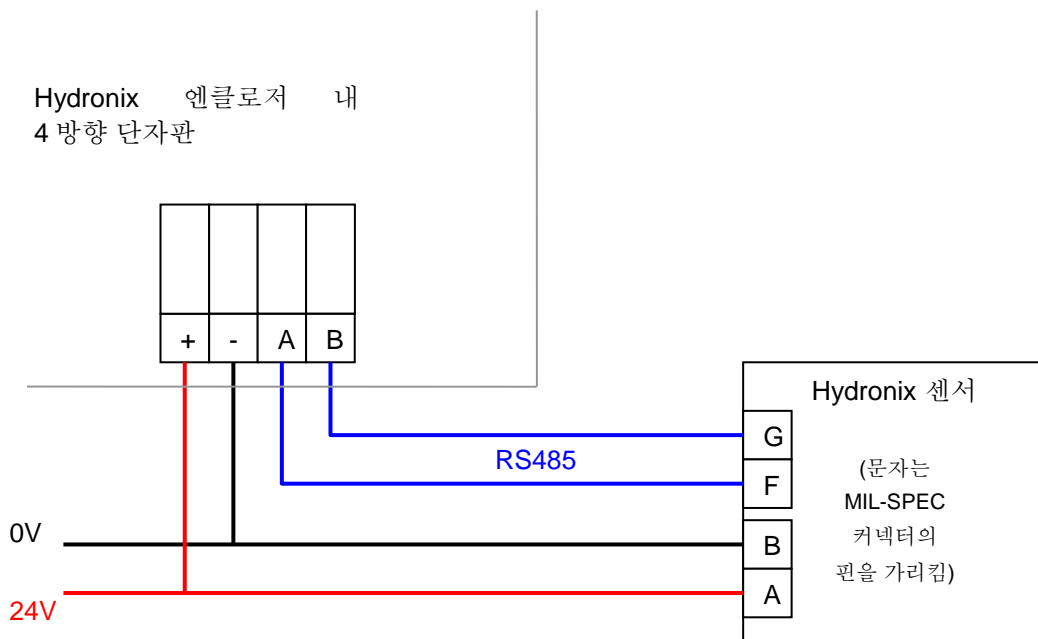 Hydronix 엔클로저 내
4 방향 단자판
+ - A B
Hydronix 센서
G
RS485
F
(문자는
MIL-SPEC
커넥터의
핀을 가리킴)
0V
B
A
24V